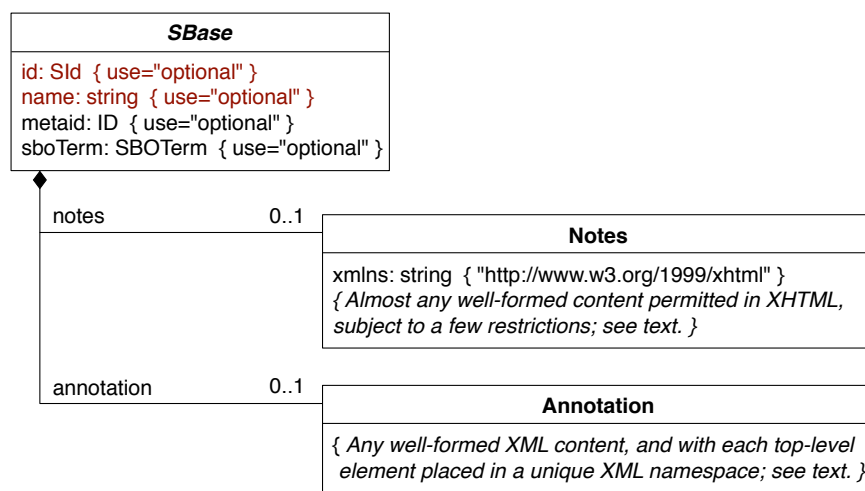 SBase
id: SId { use="optional" }
name: string { use="optional" }
metaid: ID { use="optional" }
sboTerm: SBOTerm { use="optional" }
notes 0..1
Notes
xmlns: string { "http://www.w3.org/1999/xhtml" }
{ Almost any well-formed content permitted in XHTML,
subject to a few restrictions; see text. }
annotation 0..1
Annotation
{ Any well-formed XML content, and with each top-level
element placed in a unique XML namespace; see text. }